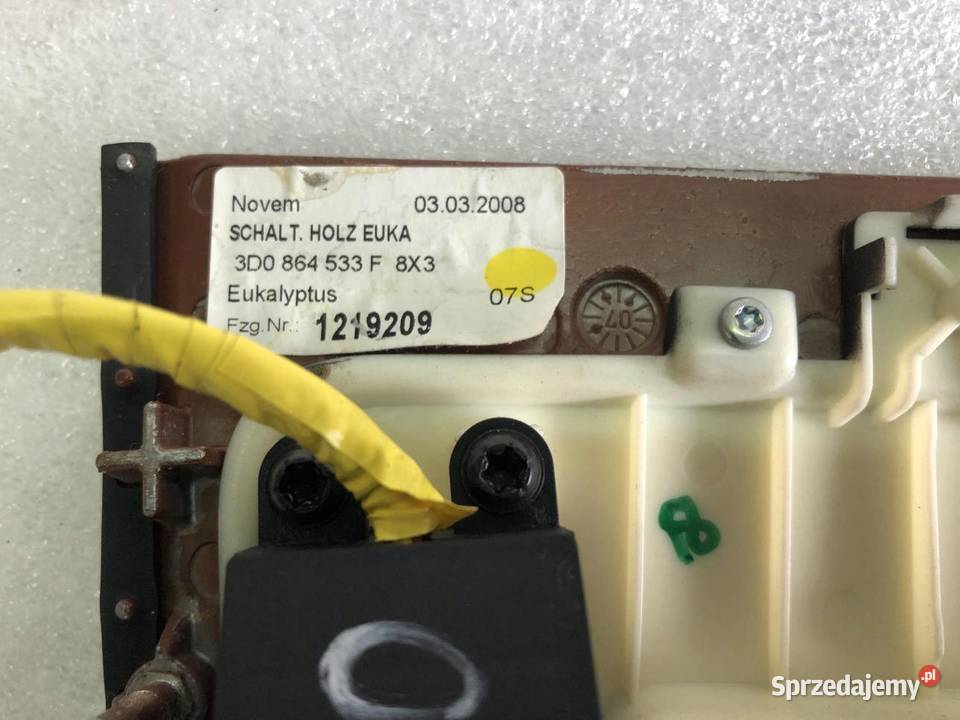 Novem 03.03.2008
SCHALT. HOLZ EUKA
3D0 864 533 F 8X3
Eukalyptus 07S
Fzg.Nr.: 1219209
07
Sprzedajemy.pl